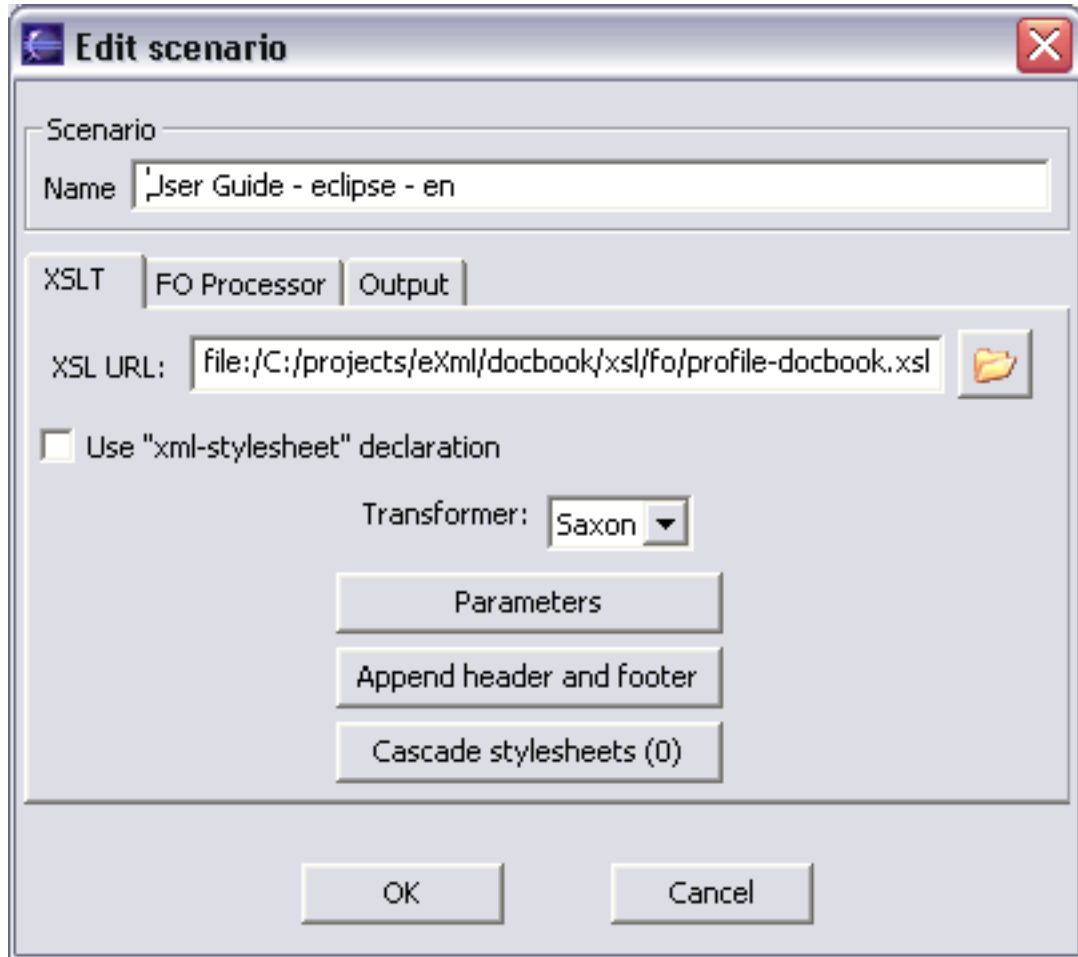 Edit scenario
Scenario
Name User Guide - eclipse - en
XSLT FO Processor Output
XSL URL: file:/C:/projects/eXml/docbook/xsl/fo/profile-docbook.xsl
Use "xml-stylesheet" declaration
Transformer: Saxon
Parameters
Append header and footer
Cascade stylesheets (0)
OK Cancel